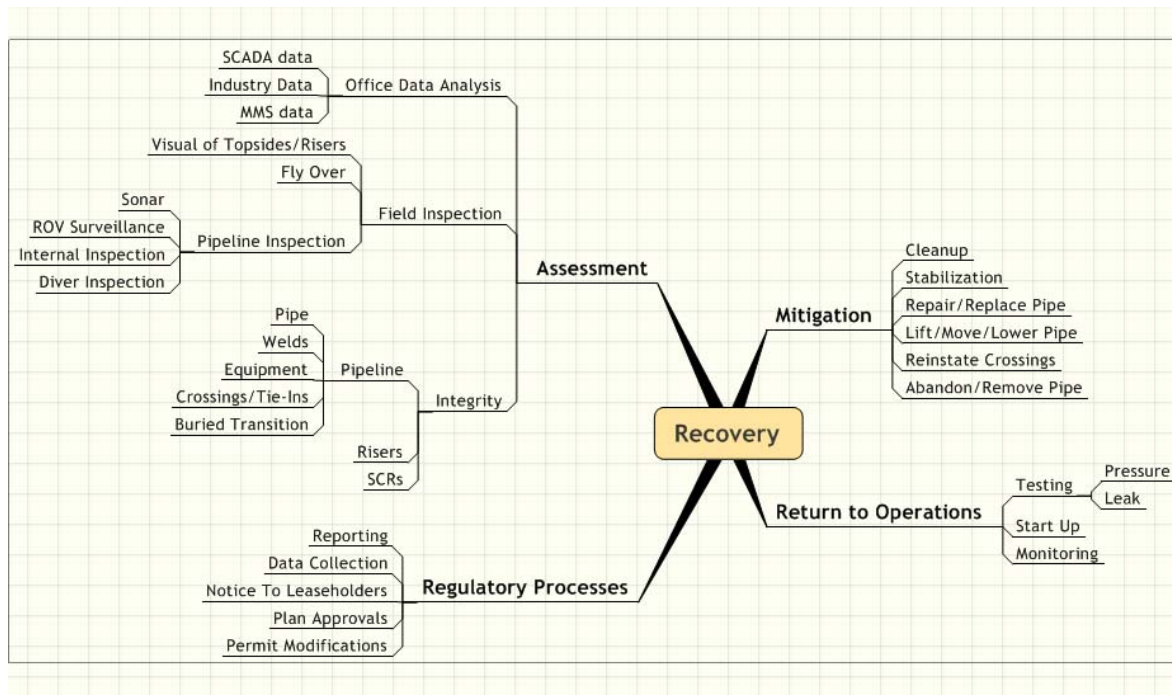 SCADA data
Industry Data
MMS data
Office Data Analysis
Visual of Topsides/Risers
Fly Over
Sonar
ROV Surveillance
Internal Inspection
Diver Inspection
Pipeline Inspection
Field Inspection
Assessment
Pipe
Welds
Equipment
Crossings/Tie-Ins
Buried Transition
Pipeline
Risers
SCRs
Integrity
Reporting
Data Collection
Notice To Leaseholders
Plan Approvals
Permit Modifications
Regulatory Processes
Recovery
Mitigation
Cleanup
Stabilization
Repair/Replace Pipe
Lift/Move/Lower Pipe
Reinstate Crossings
Abandon/Remove Pipe
Return to Operations
Testing
Pressure
Leak
Start Up
Monitoring